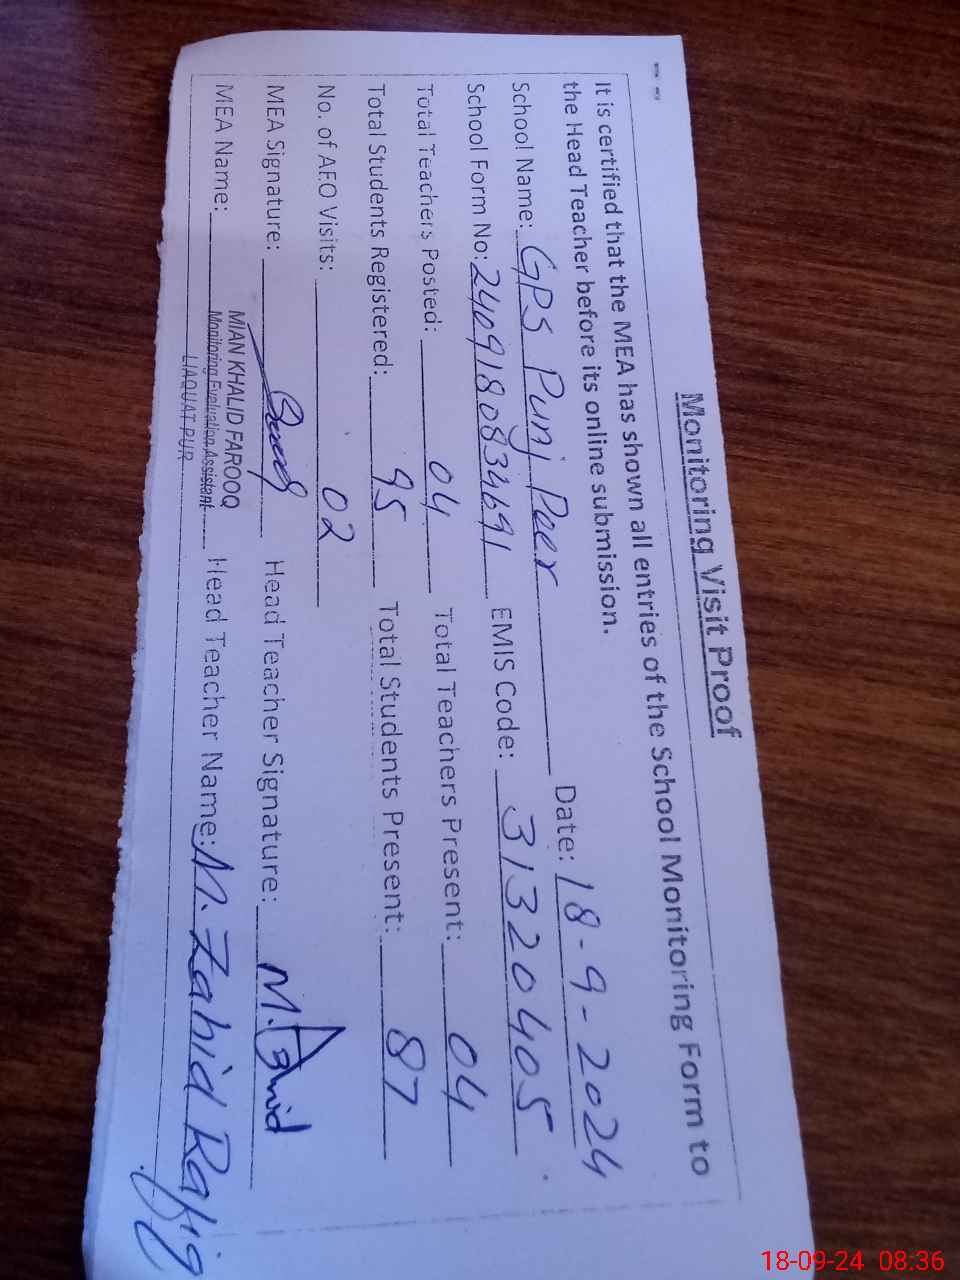 Monitoring Visit Proof
It is certified that the MEA has shown all entries of the School Monitoring Form to
the Head Teacher before its online submission.
School Name: GPS Punj Peer Date: 18-9-2024
School Form No: 2409180834691 EMIS Code: 31320405
Total Teachers Posted: 04 Total Teachers Present: 04
Total Students Registered: 95 Total Students Present: 87
No. of AEO Visits: 02
MEA Signature: Head Teacher Signature: M.
MEA Name: MIAN KHALID FAROOQ Head Teacher Name: M. Zahid Rafiq
Monitoring Evaluation Assistent
LIAQUAT PUR
18-09-24 08:36